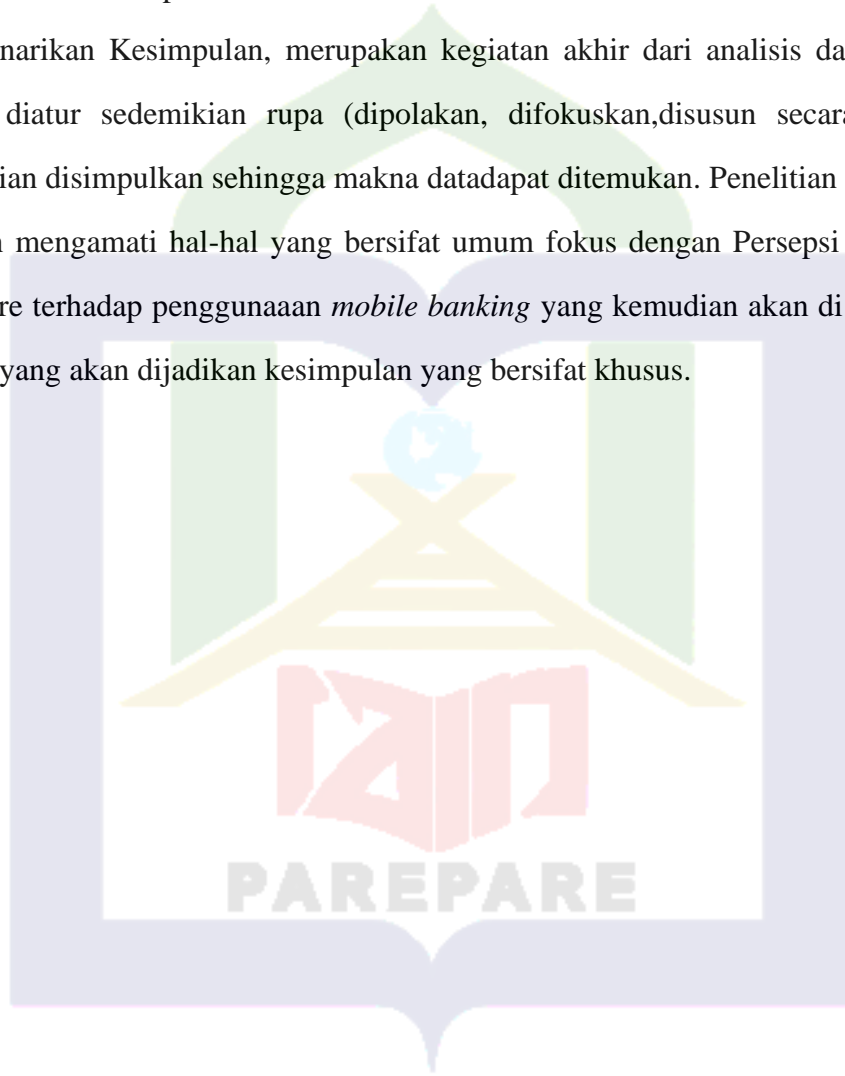 narikan Kesimpulan, merupakan kegiatan akhir dari analisis da
diatur sedemikian rupa (dipolakan, difokuskan,disusun secara
ian disimpulkan sehingga makna datadapat ditemukan. Penelitian
mengamati hal-hal yang bersifat umum fokus dengan Persepsi
re terhadap penggunaaan mobile banking yang kemudian akan di
yang akan dijadikan kesimpulan yang bersifat khusus.
iain
PAREPARE